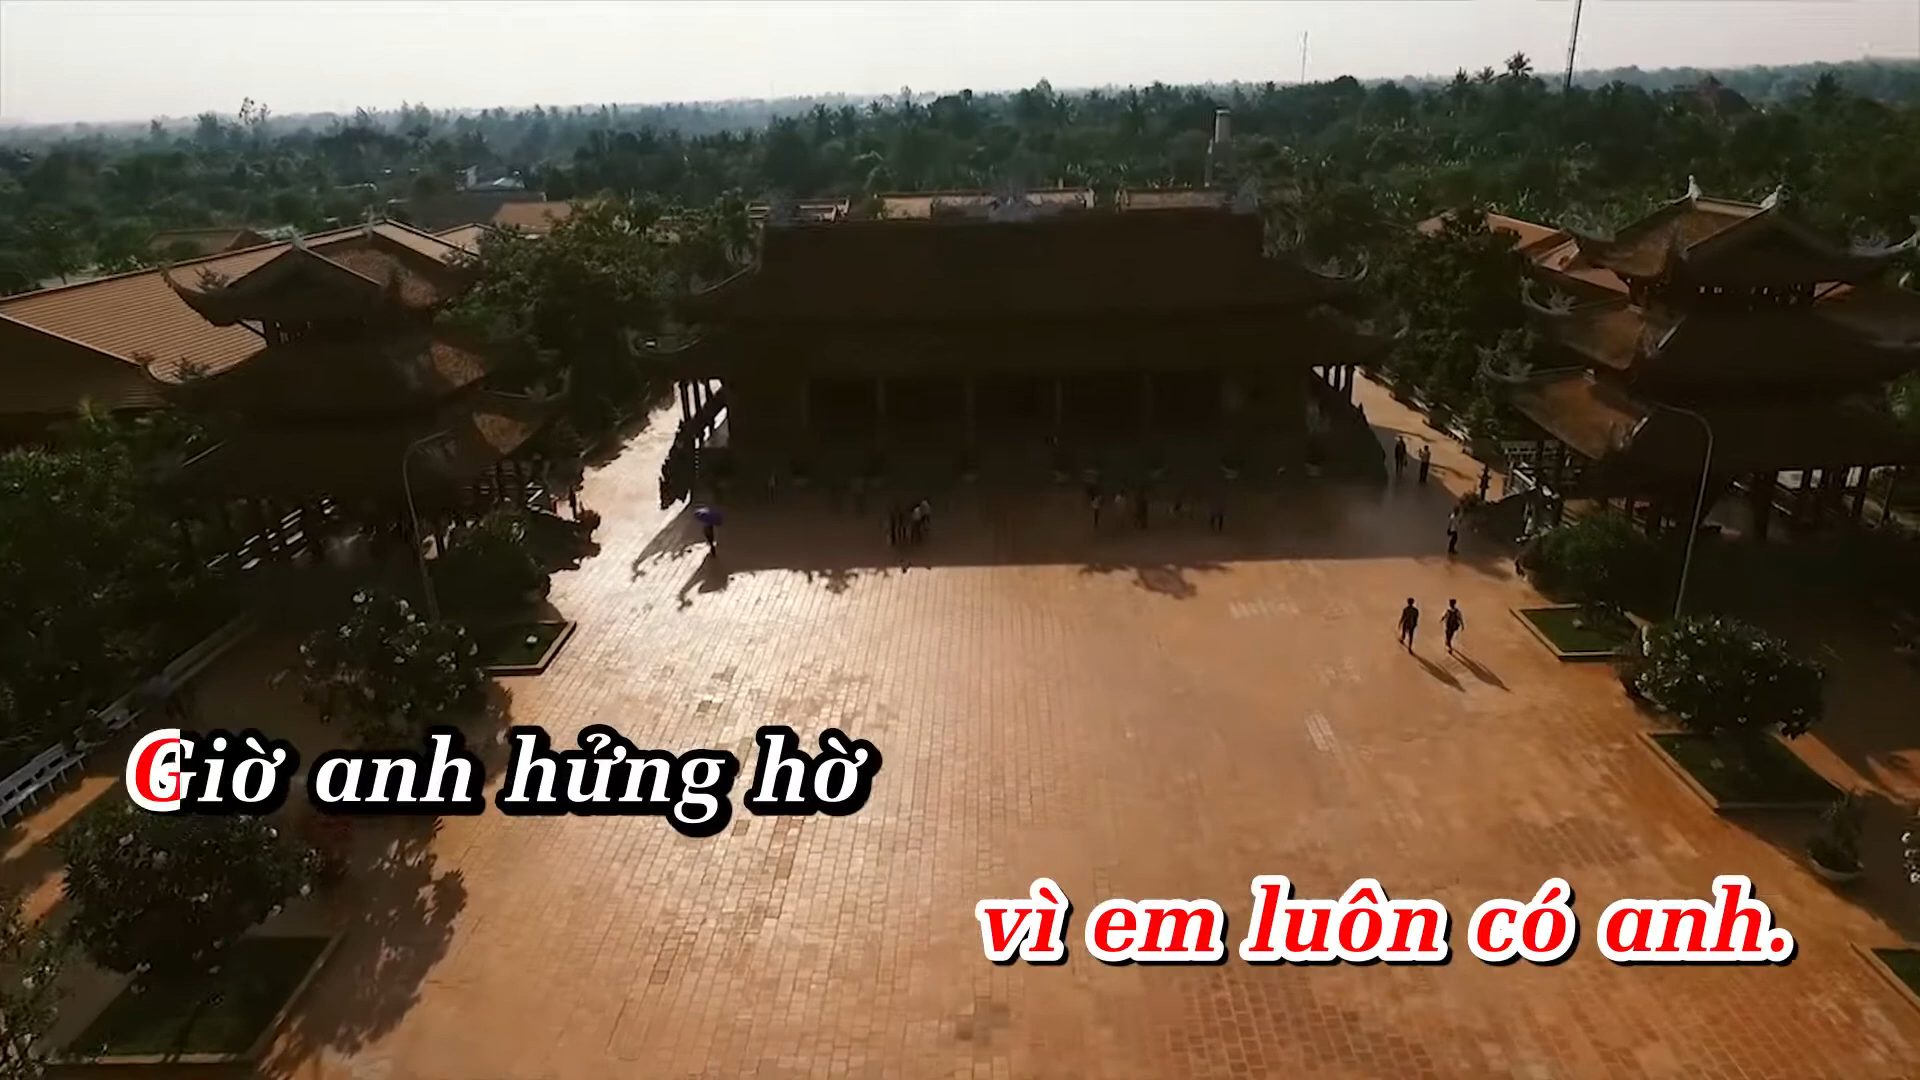 Giờ anh hửng hờ
vì em luôn có anh.